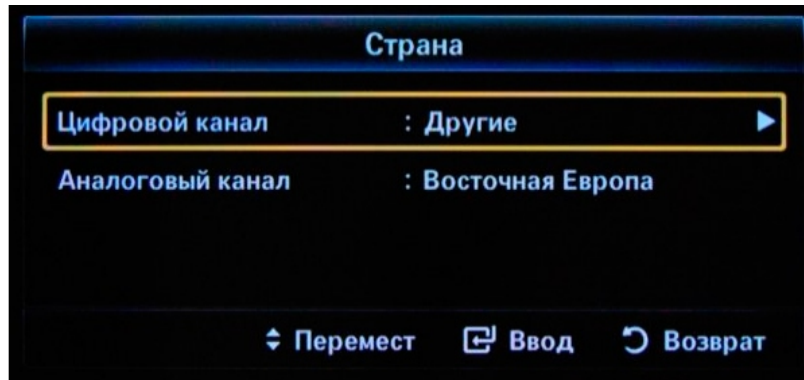 Страна
Цифровой канал : Другие
Аналоговый канал : Восточная Европа
Перемест Ввод Возврат